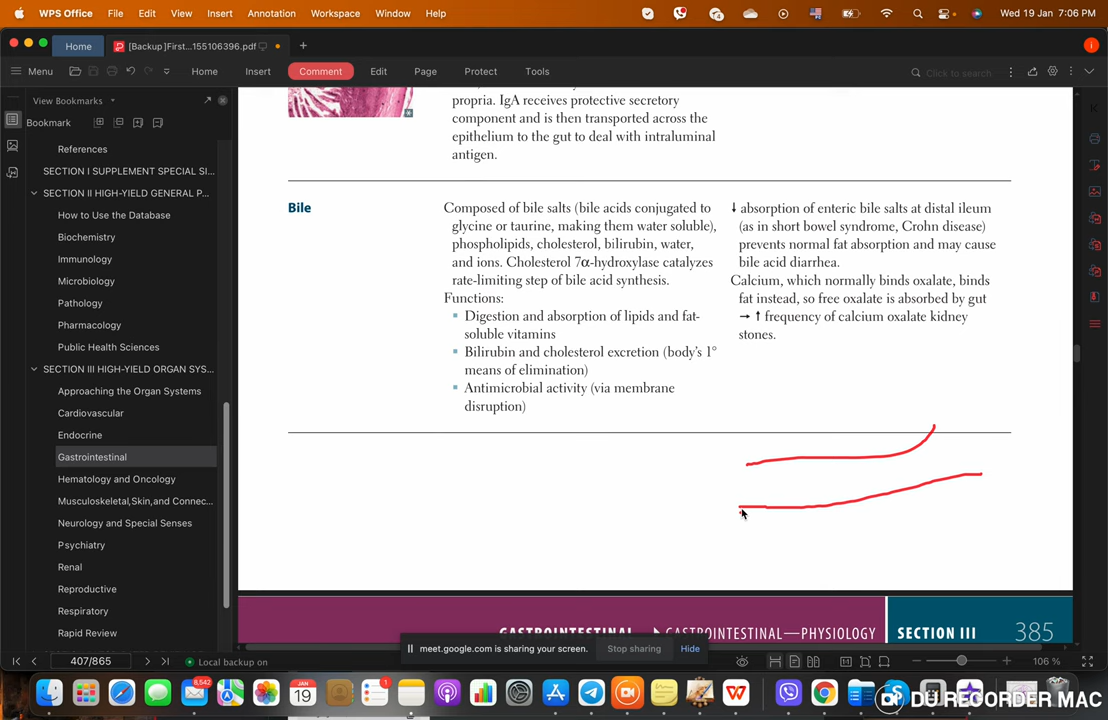 WPS Office File Edit View Insert Annotation Workspace Window Help Wed 19 Jan 7:06 PM
Home [Backup]First...155106396.pdf
Menu Home Insert Comment Edit Page Protect Tools Click to search
View Bookmarks
Bookmark
References
SECTION I SUPPLEMENT SPECIAL SI...
SECTION II HIGH-YIELD GENERAL P...
How to Use the Database
Biochemistry
Immunology
Microbiology
Pathology
Pharmacology
Public Health Sciences
SECTION III HIGH-YIELD ORGAN SYS...
Approaching the Organ Systems
Cardiovascular
Endocrine
Gastrointestinal
Hematology and Oncology
Musculoskeletal,Skin,and Connec...
Neurology and Special Senses
Psychiatry
Renal
Reproductive
Respiratory
Rapid Review
propria. IgA receives protective secretory
component and is then transported across the
epithelium to the gut to deal with intraluminal
antigen.
Bile
Composed of bile salts (bile acids conjugated to
glycine or taurine, making them water soluble),
phospholipids, cholesterol, bilirubin, water,
and ions. Cholesterol 7α-hydroxylase catalyzes
rate-limiting step of bile acid synthesis.
Functions:
▪ Digestion and absorption of lipids and fat-
soluble vitamins
▪ Bilirubin and cholesterol excretion (body's 1°
means of elimination)
▪ Antimicrobial activity (via membrane
disruption)
↓ absorption of enteric bile salts at distal ileum
(as in short bowel syndrome, Crohn disease)
prevents normal fat absorption and may cause
bile acid diarrhea.
Calcium, which normally binds oxalate, binds
fat instead, so free oxalate is absorbed by gut
→ ↑ frequency of calcium oxalate kidney
stones.
GASTROINTESTINAL ▶ GASTROINTESTINAL—PHYSIOLOGY SECTION III 385
meet.google.com is sharing your screen. Stop sharing Hide
407/865 Local backup on 106 %
8,542
JAN
19
1
DU RECORDER MAC